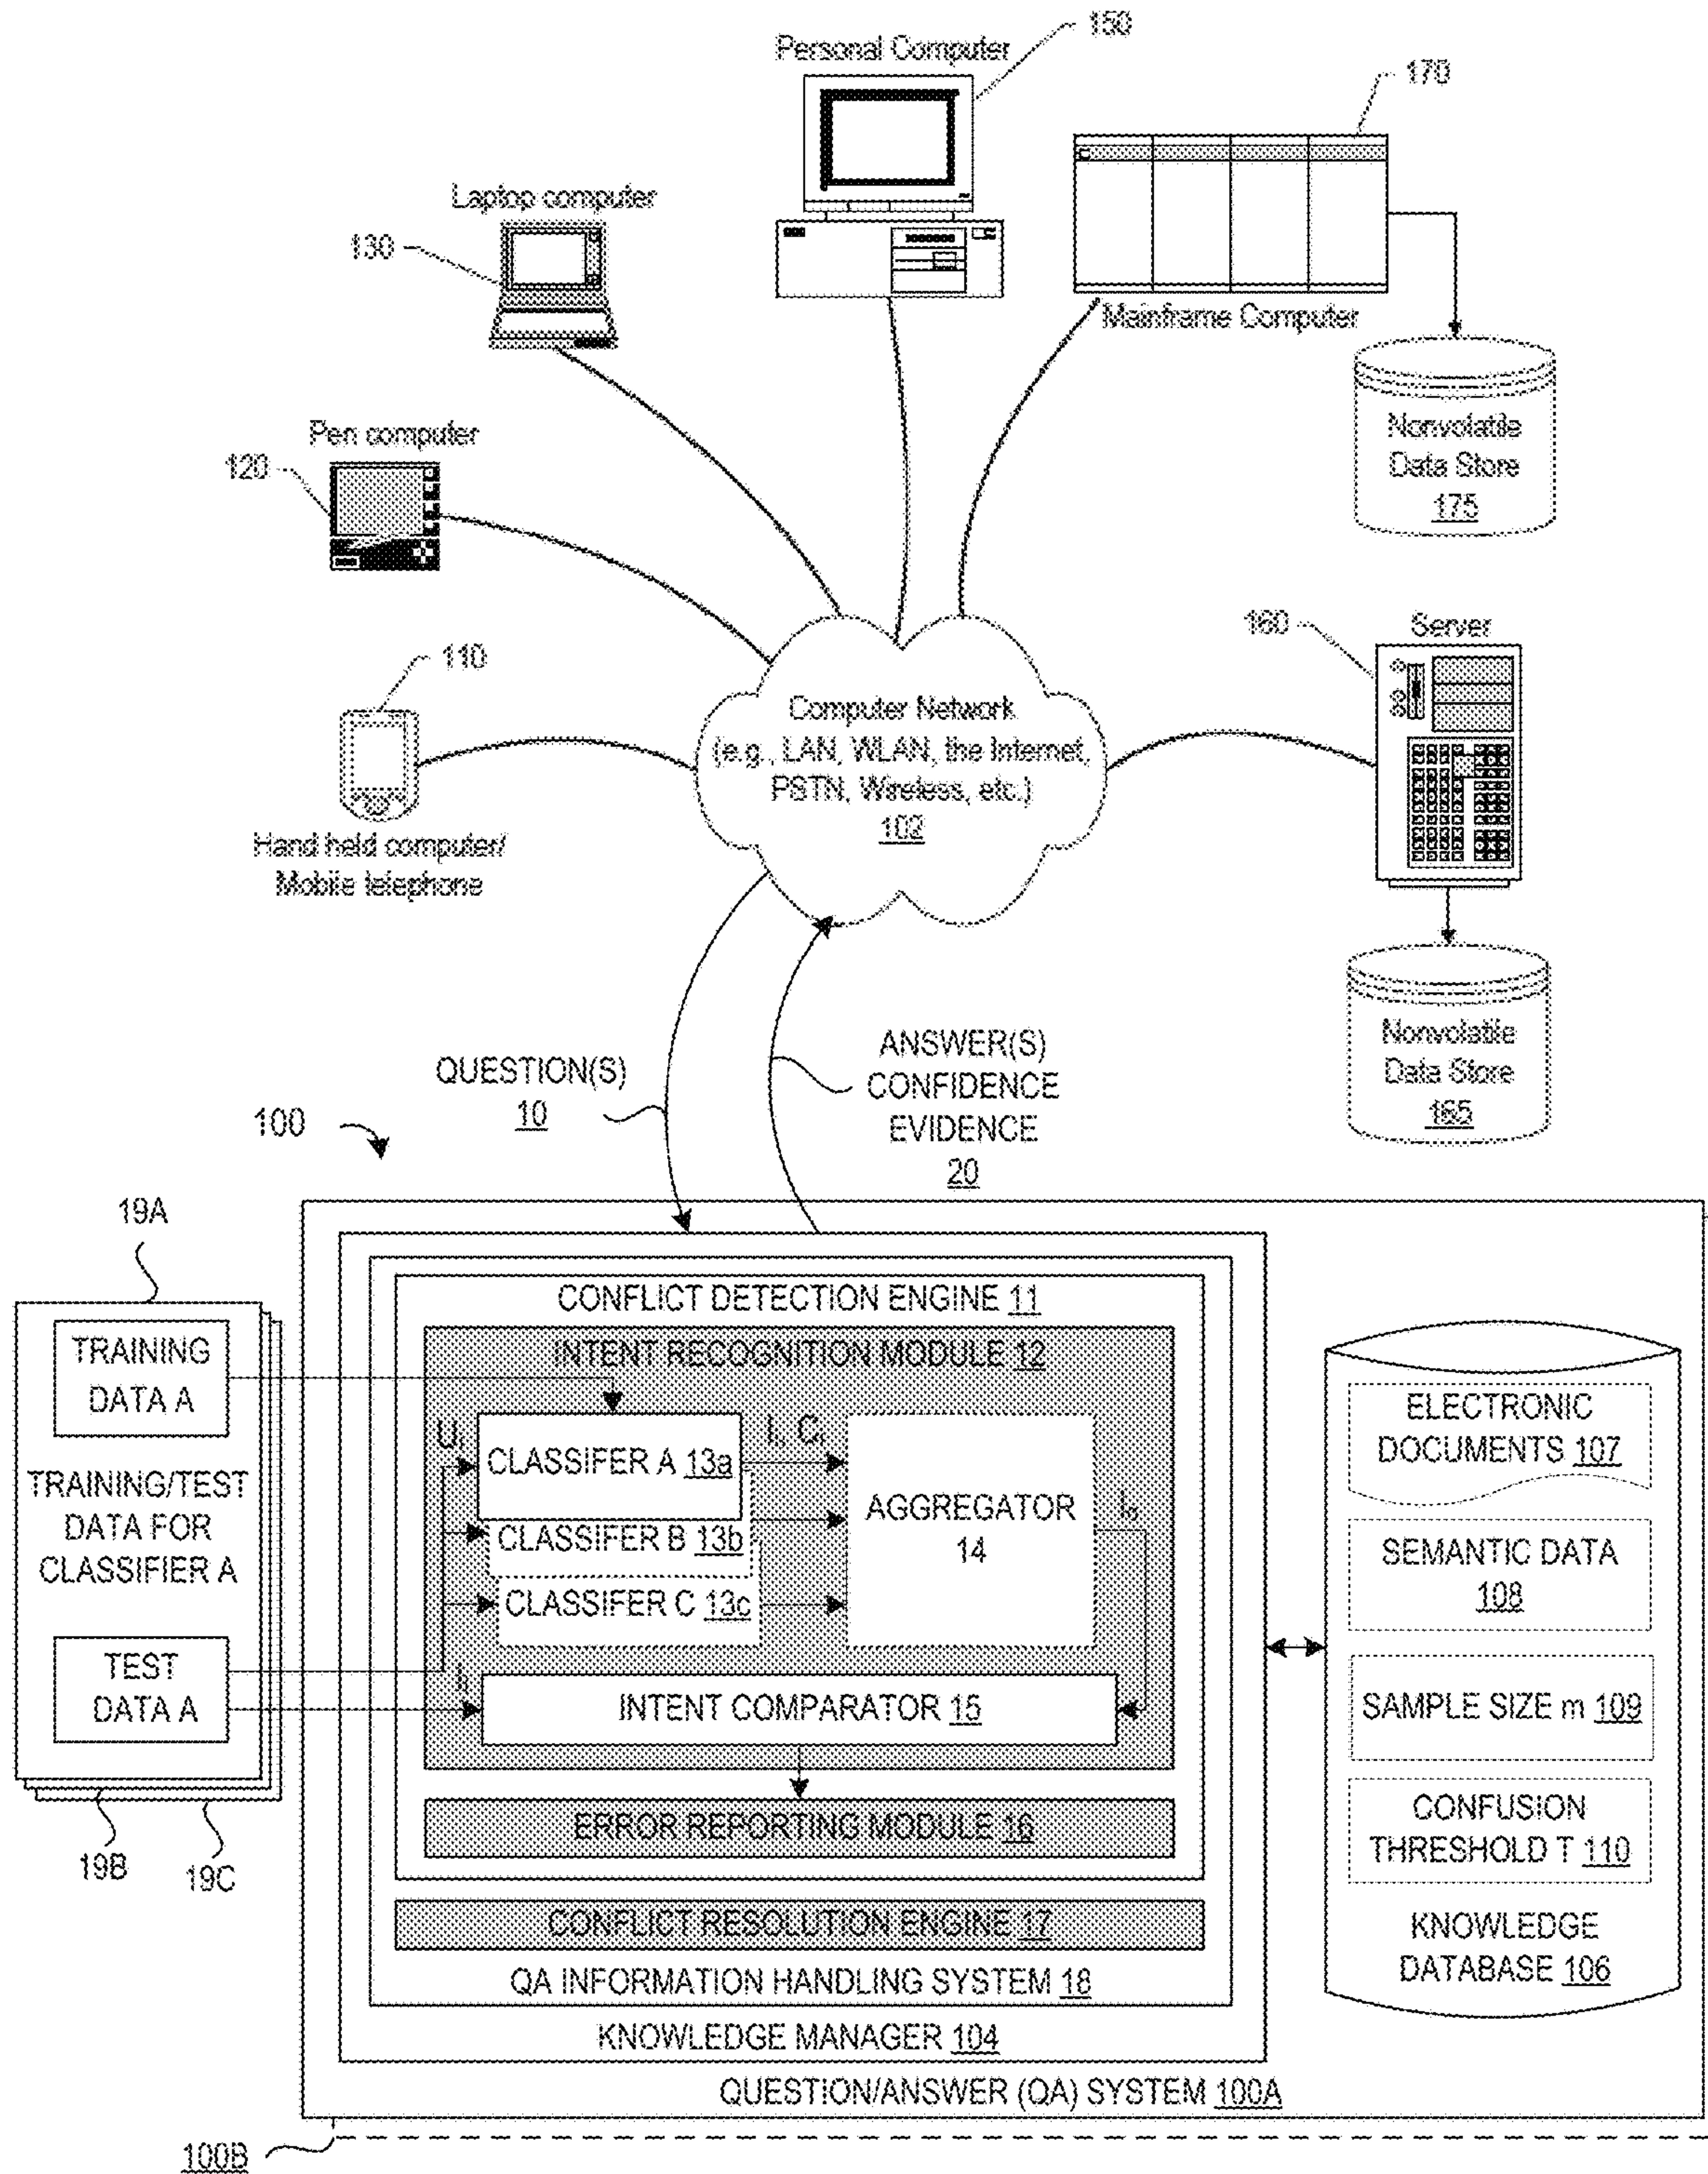 150
Personal Computer
170
Laptop computer
130
Mainframe Computer
Nonvolatile
Data Store
175
Pen computer
120
160
Server
110
Computer Network
(e.g., LAN, WLAN, the Internet,
PSTN, Wireless, etc.)
102
Hand held computer/
Mobile telephone
Nonvolatile
Data Store
165
QUESTION(S)
10
ANSWER(S)
CONFIDENCE
EVIDENCE
20
100
19A
TRAINING
DATA A
TRAINING/TEST
DATA FOR
CLASSIFIER A
TEST
DATA A
19B
19C
CONFLICT DETECTION ENGINE 11
INTENT RECOGNITION MODULE 12
CLASSIFER A 13a
CLASSIFER B 13b
CLASSIFER C 13c
AGGREGATOR
14
INTENT COMPARATOR 15
ERROR REPORTING MODULE 16
CONFLICT RESOLUTION ENGINE 17
QA INFORMATION HANDLING SYSTEM 18
KNOWLEDGE MANAGER 104
ELECTRONIC
DOCUMENTS 107
SEMANTIC DATA
108
SAMPLE SIZE m 109
CONFUSION
THRESHOLD T 110
KNOWLEDGE
DATABASE 106
QUESTION/ANSWER (QA) SYSTEM 100A
100B